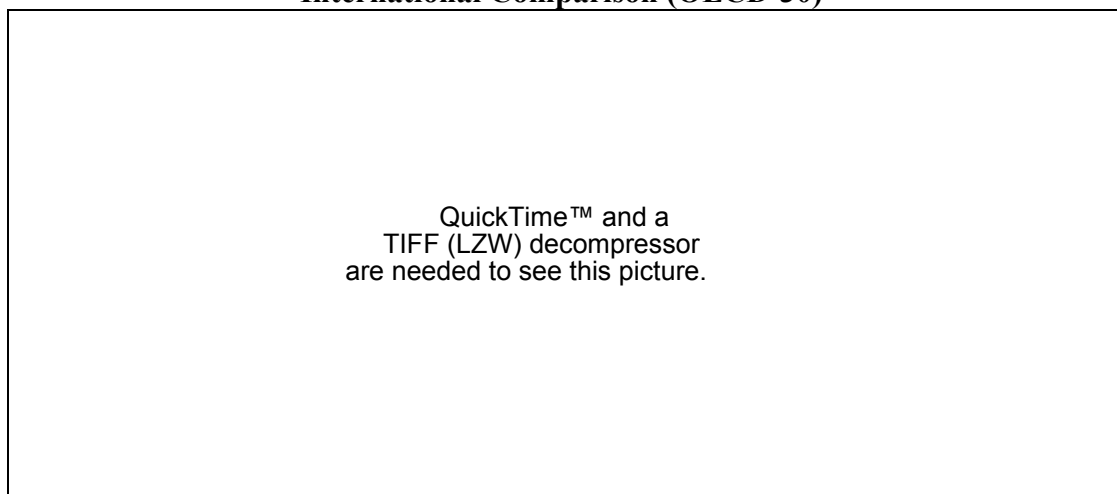 International Comparison (OECD-30)
QuickTime™ and a
TIFF (LZW) decompressor
are needed to see this picture.